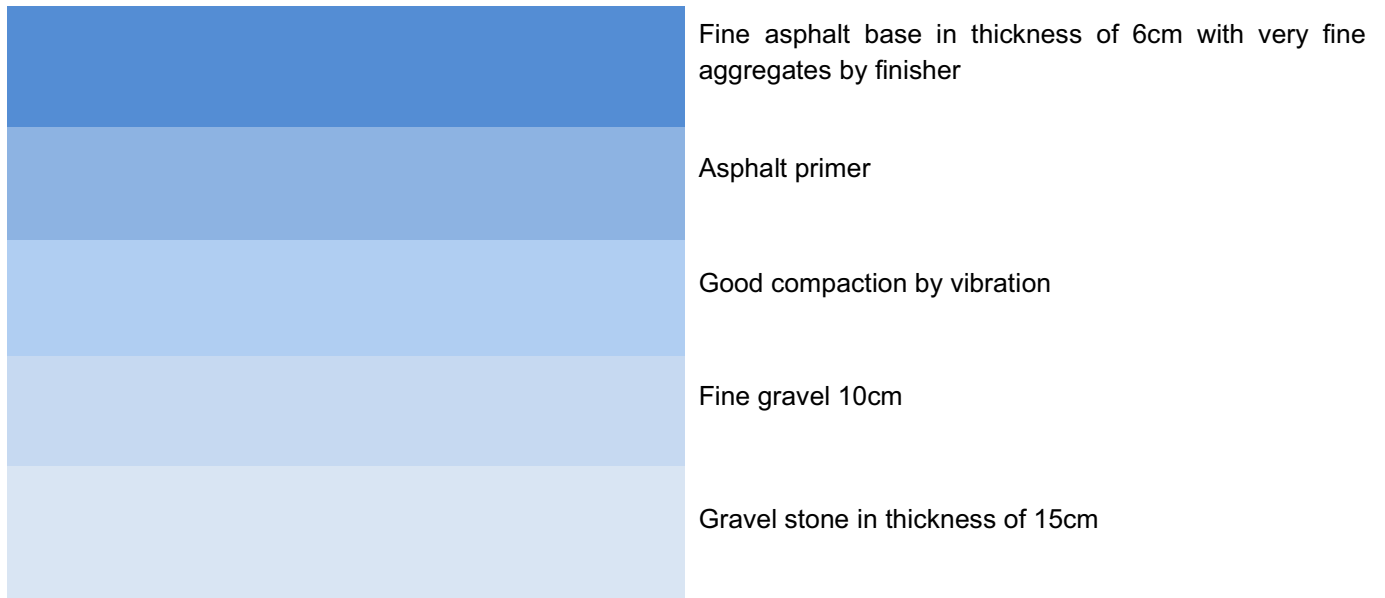 Fine asphalt base in thickness of 6cm with very fine
aggregates by finisher
Asphalt primer
Good compaction by vibration
Fine gravel 10cm
Gravel stone in thickness of 15cm